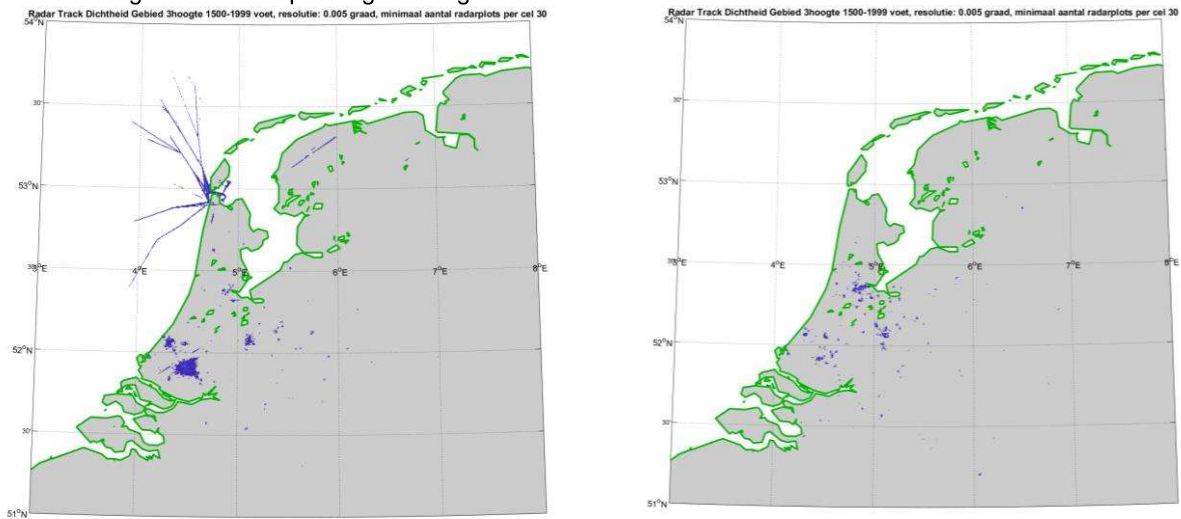 Radar Track Dichtheid Gebied 3hoogte 1500-1999 voet, resolutie: 0.005 graad, minimaal aantal radarplots per cel 30
54°N
30'
53°N
3°E 4°E 5°E 6°E 7°E 8°E
52°N
30'
51°N
Radar Track Dichtheid Gebied 3hoogte 1500-1999 voet, resolutie: 0.005 graad, minimaal aantal radarplots per cel 30
54°N
30'
53°N
3°E 4°E 5°E 6°E 7°E 8°E
52°N
30'
51°N